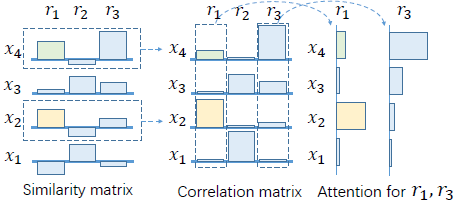 r₁ r₂ r₃ r₁ r₂ r₃ r₁ r₃
x₄ x₄ x₄
x₃ x₃ x₃
x₂ x₂ x₂
x₁ x₁ x₁
Similarity matrix Correlation matrix Attention for r₁, r₃